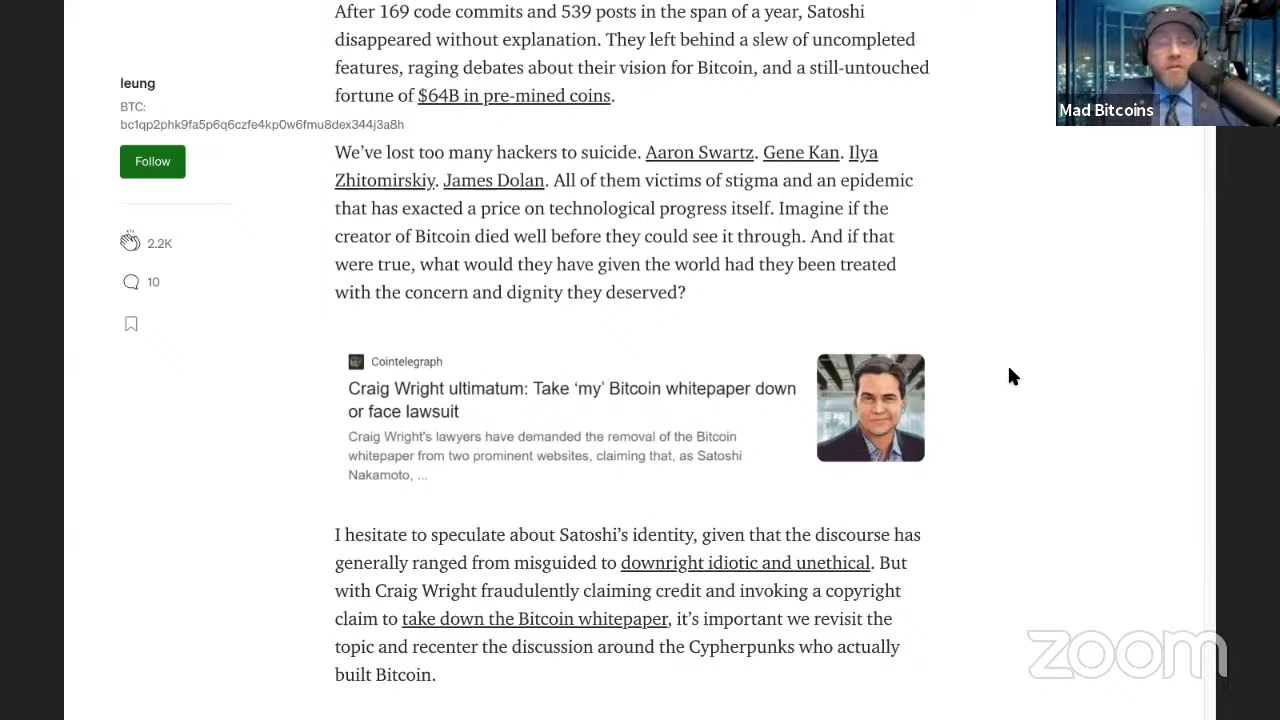 After 169 code commits and 539 posts in the span of a year, Satoshi
disappeared without explanation. They left behind a slew of uncompleted
features, raging debates about their vision for Bitcoin, and a still-untouched
fortune of $64B in pre-mined coins.
leung
BTC:
bc1qp2phk9fa5p6q6czfe4kp0w6fmu8dex344j3a8h
Follow
2.2K
10
We’ve lost too many hackers to suicide. Aaron Swartz. Gene Kan. Ilya
Zhitomirskiy. James Dolan. All of them victims of stigma and an epidemic
that has exacted a price on technological progress itself. Imagine if the
creator of Bitcoin died well before they could see it through. And if that
were true, what would they have given the world had they been treated
with the concern and dignity they deserved?
Cointelegraph
Craig Wright ultimatum: Take ‘my’ Bitcoin whitepaper down
or face lawsuit
Craig Wright's lawyers have demanded the removal of the Bitcoin
whitepaper from two prominent websites, claiming that, as Satoshi
Nakamoto, ...
I hesitate to speculate about Satoshi’s identity, given that the discourse has
generally ranged from misguided to downright idiotic and unethical. But
with Craig Wright fraudulently claiming credit and invoking a copyright
claim to take down the Bitcoin whitepaper, it’s important we revisit the
topic and recenter the discussion around the Cypherpunks who actually
built Bitcoin.
Mad Bitcoins
zoom